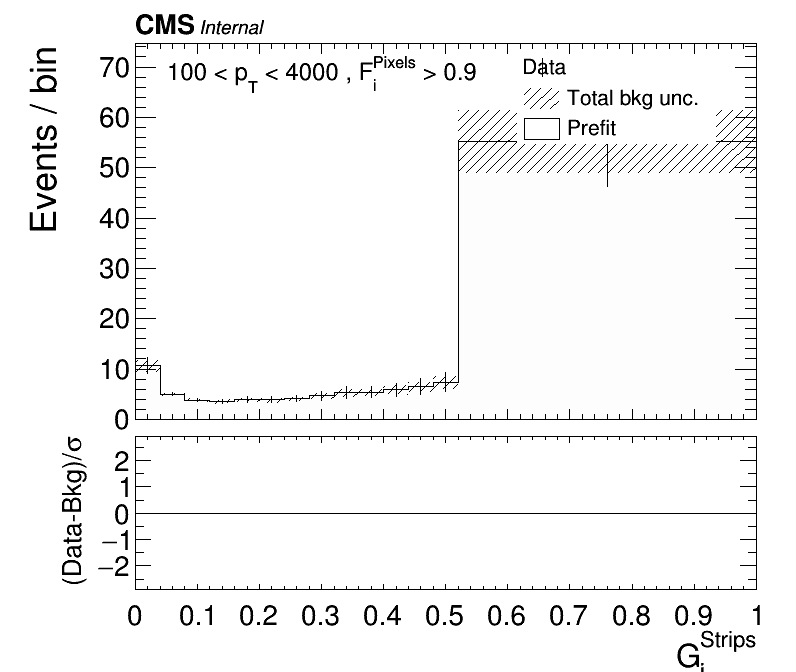 CMS Internal
Events / bin
100 < p_T < 4000 , F_i^Pixels > 0.9
Data
Total bkg unc.
Prefit
70
60
50
40
30
20
10
0
(Data-Bkg)/σ
2
1
0
−1
−2
0 0.1 0.2 0.3 0.4 0.5 0.6 0.7 0.8 0.9 1
G_i^Strips